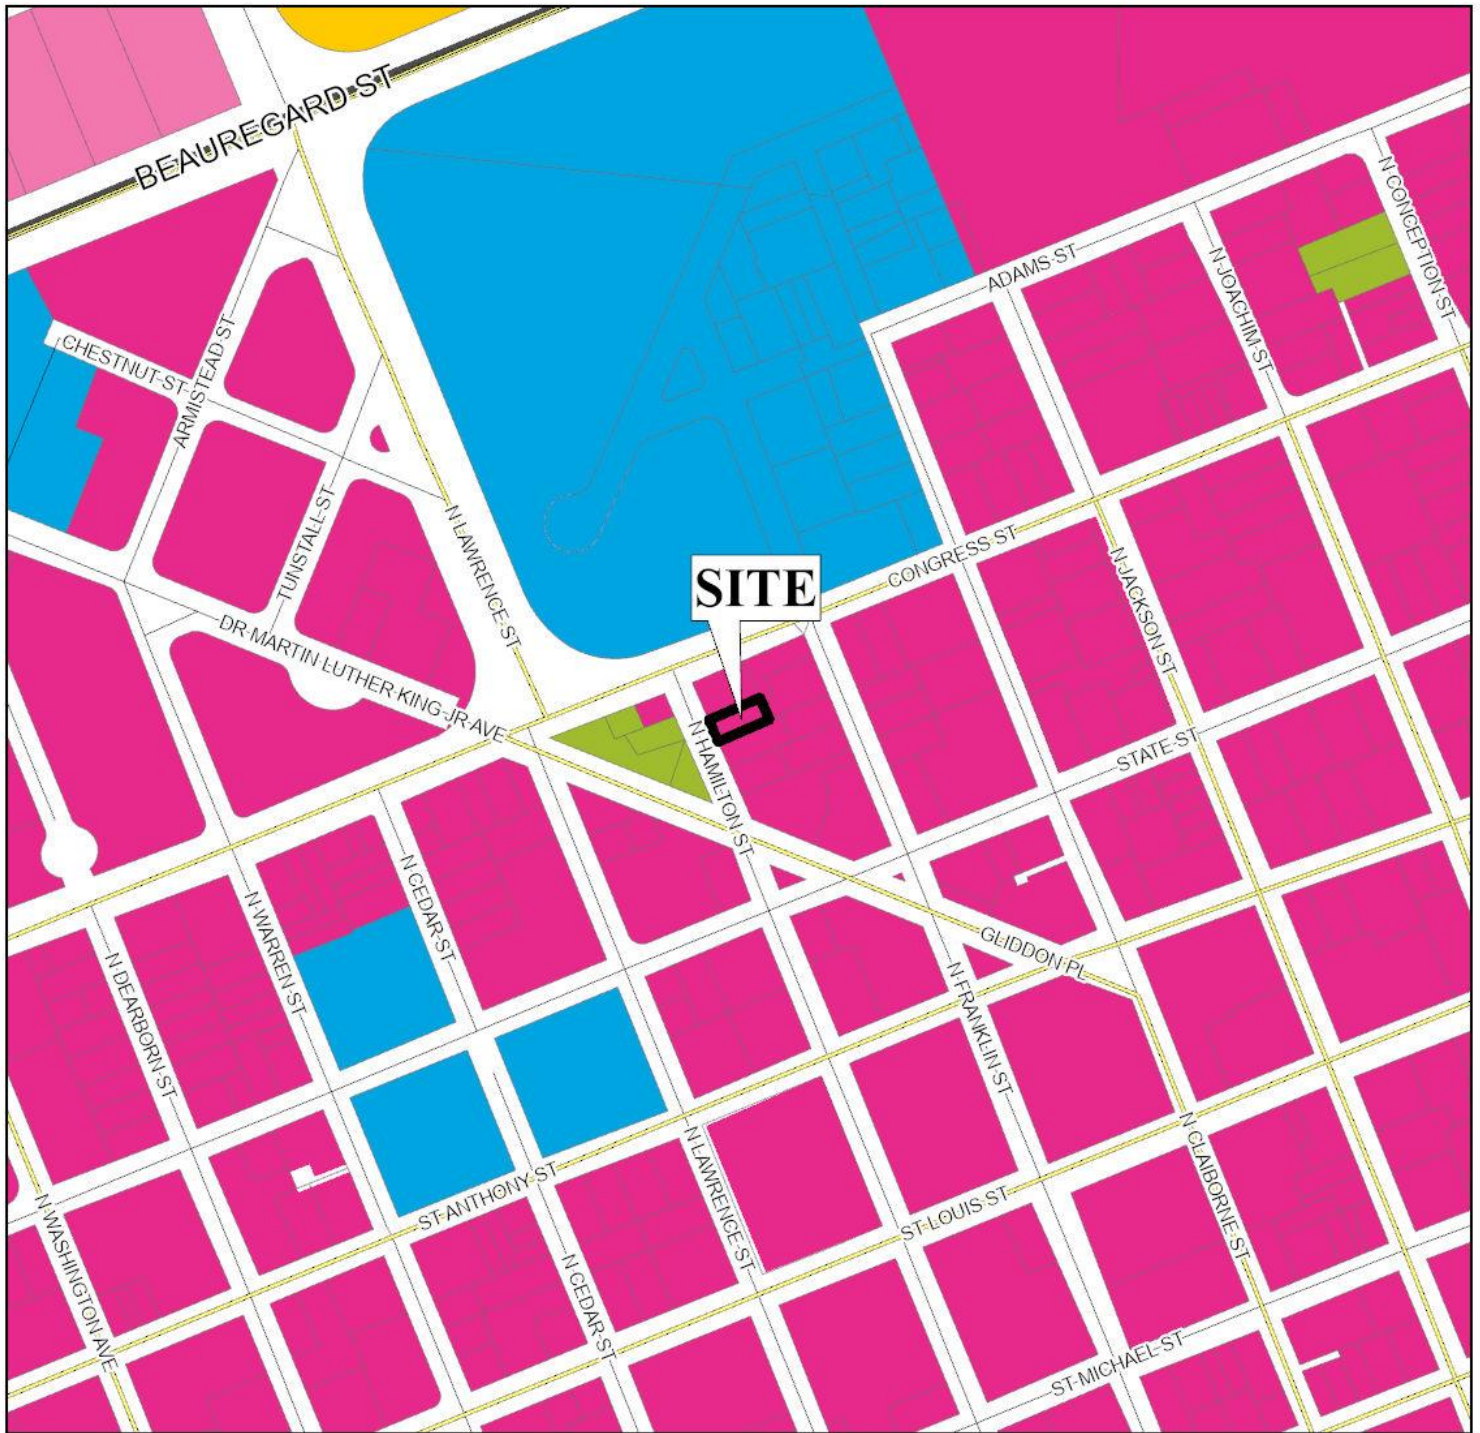 BEAUREGARD ST
N CONCEPTION ST
ADAMS ST
N JOACHIM ST
CHESTNUT ST
ARMISTEAD ST
TUNSTALL ST
N LAWRENCE ST
CONGRESS ST
N JACKSON ST
SITE
DR MARTIN LUTHER KING JR AVE
N HAMILTON ST
STATE ST
N CEDAR ST
N WARREN ST
N DEARBORN ST
GLIDDON PL
N FRANKLIN ST
N LAWRENCE ST
N CLAIBORNE ST
ST ANTHONY ST
ST LOUIS ST
N WASHINGTON AVE
N CEDAR ST
ST MICHAEL ST